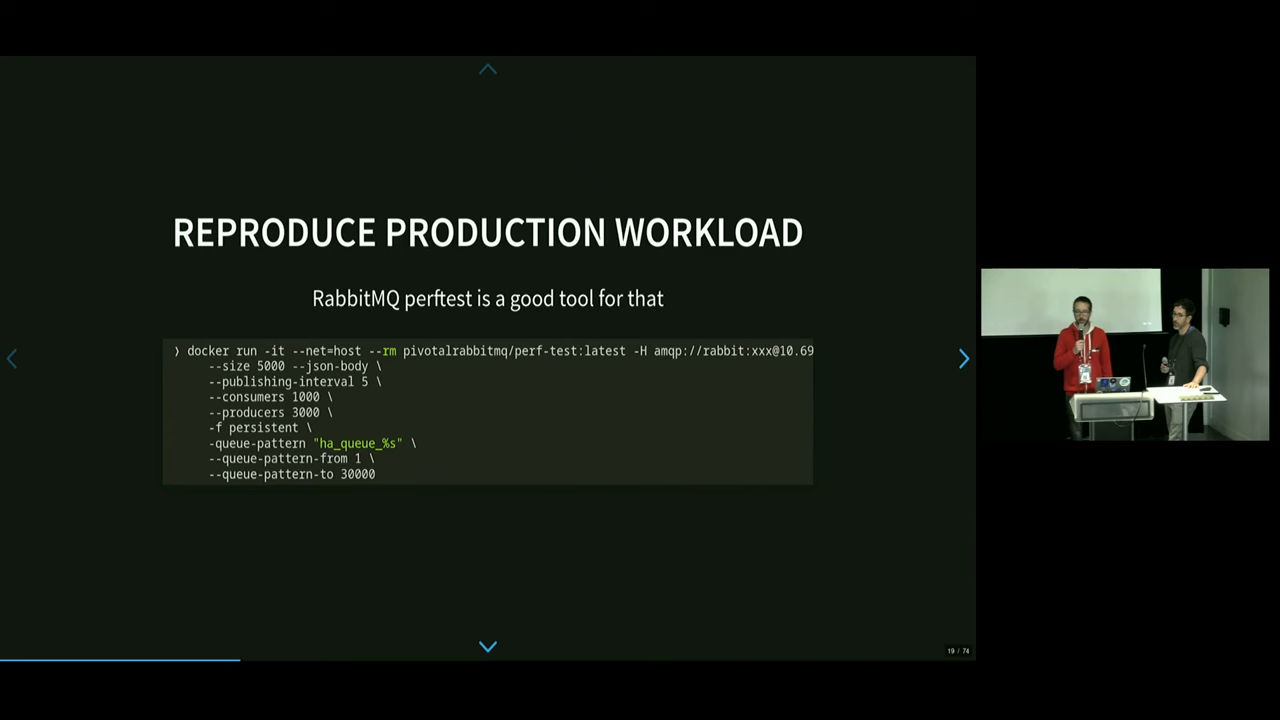 REPRODUCE PRODUCTION WORKLOAD
RabbitMQ perftest is a good tool for that
❯ docker run -it --net=host --rm pivotalrabbitmq/perf-test:latest -H amqp://rabbit:xxx@10.69
--size 5000 --json-body \
--publishing-interval 5 \
--consumers 1000 \
--producers 3000 \
-f persistent \
-queue-pattern "ha_queue_%s" \
--queue-pattern-from 1 \
--queue-pattern-to 30000
19 / 74